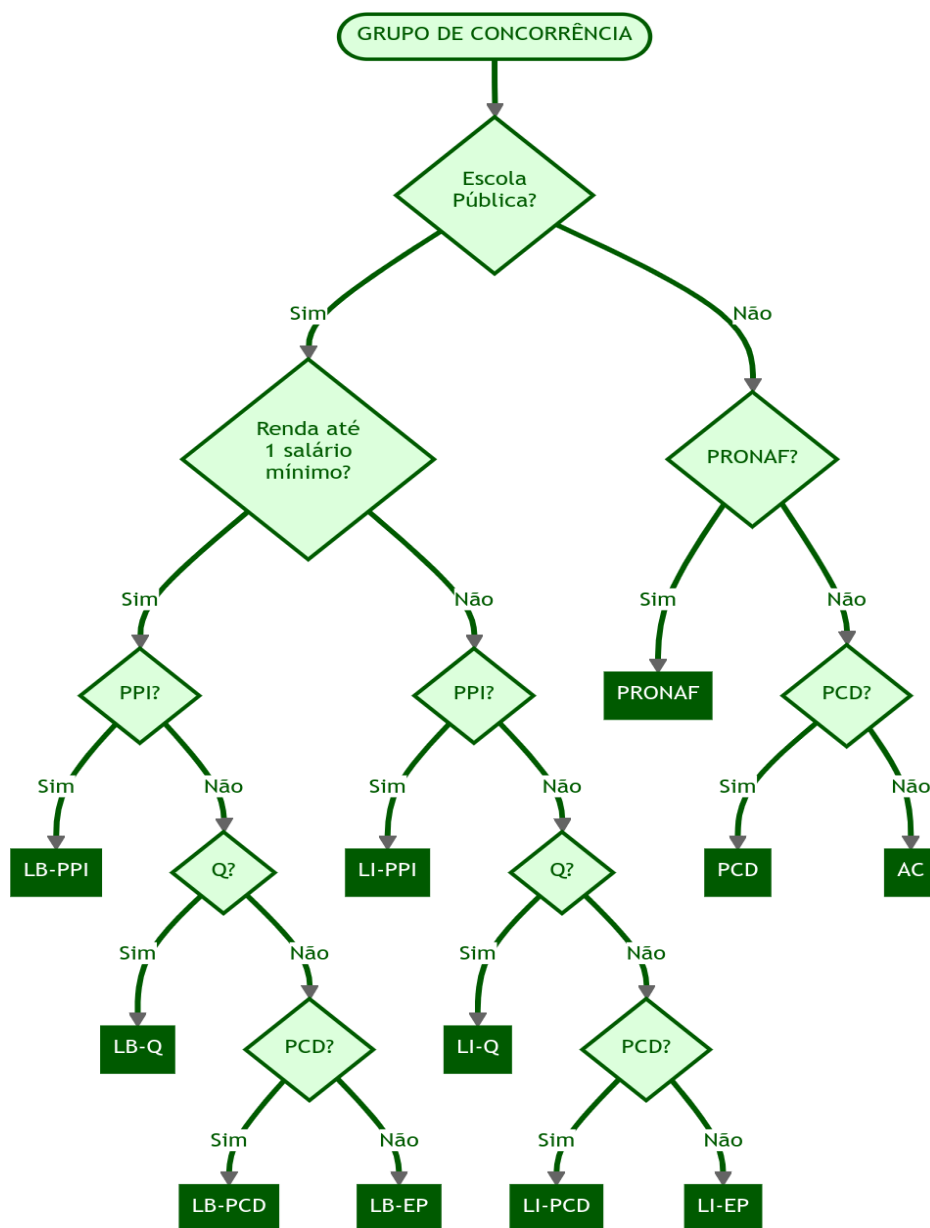 GRUPO DE CONCORRÊNCIA
Escola
Pública?
Sim
Não
Renda até
1 salário
mínimo?
PRONAF?
Sim
Não
Sim
Não
PPI?
PPI?
PRONAF
PCD?
Sim
Não
Sim
Não
Sim
Não
LB-PPI
Q?
LI-PPI
Q?
PCD
AC
Sim
Não
Sim
Não
LB-Q
PCD?
LI-Q
PCD?
Sim
Não
Sim
Não
LB-PCD
LB-EP
LI-PCD
LI-EP